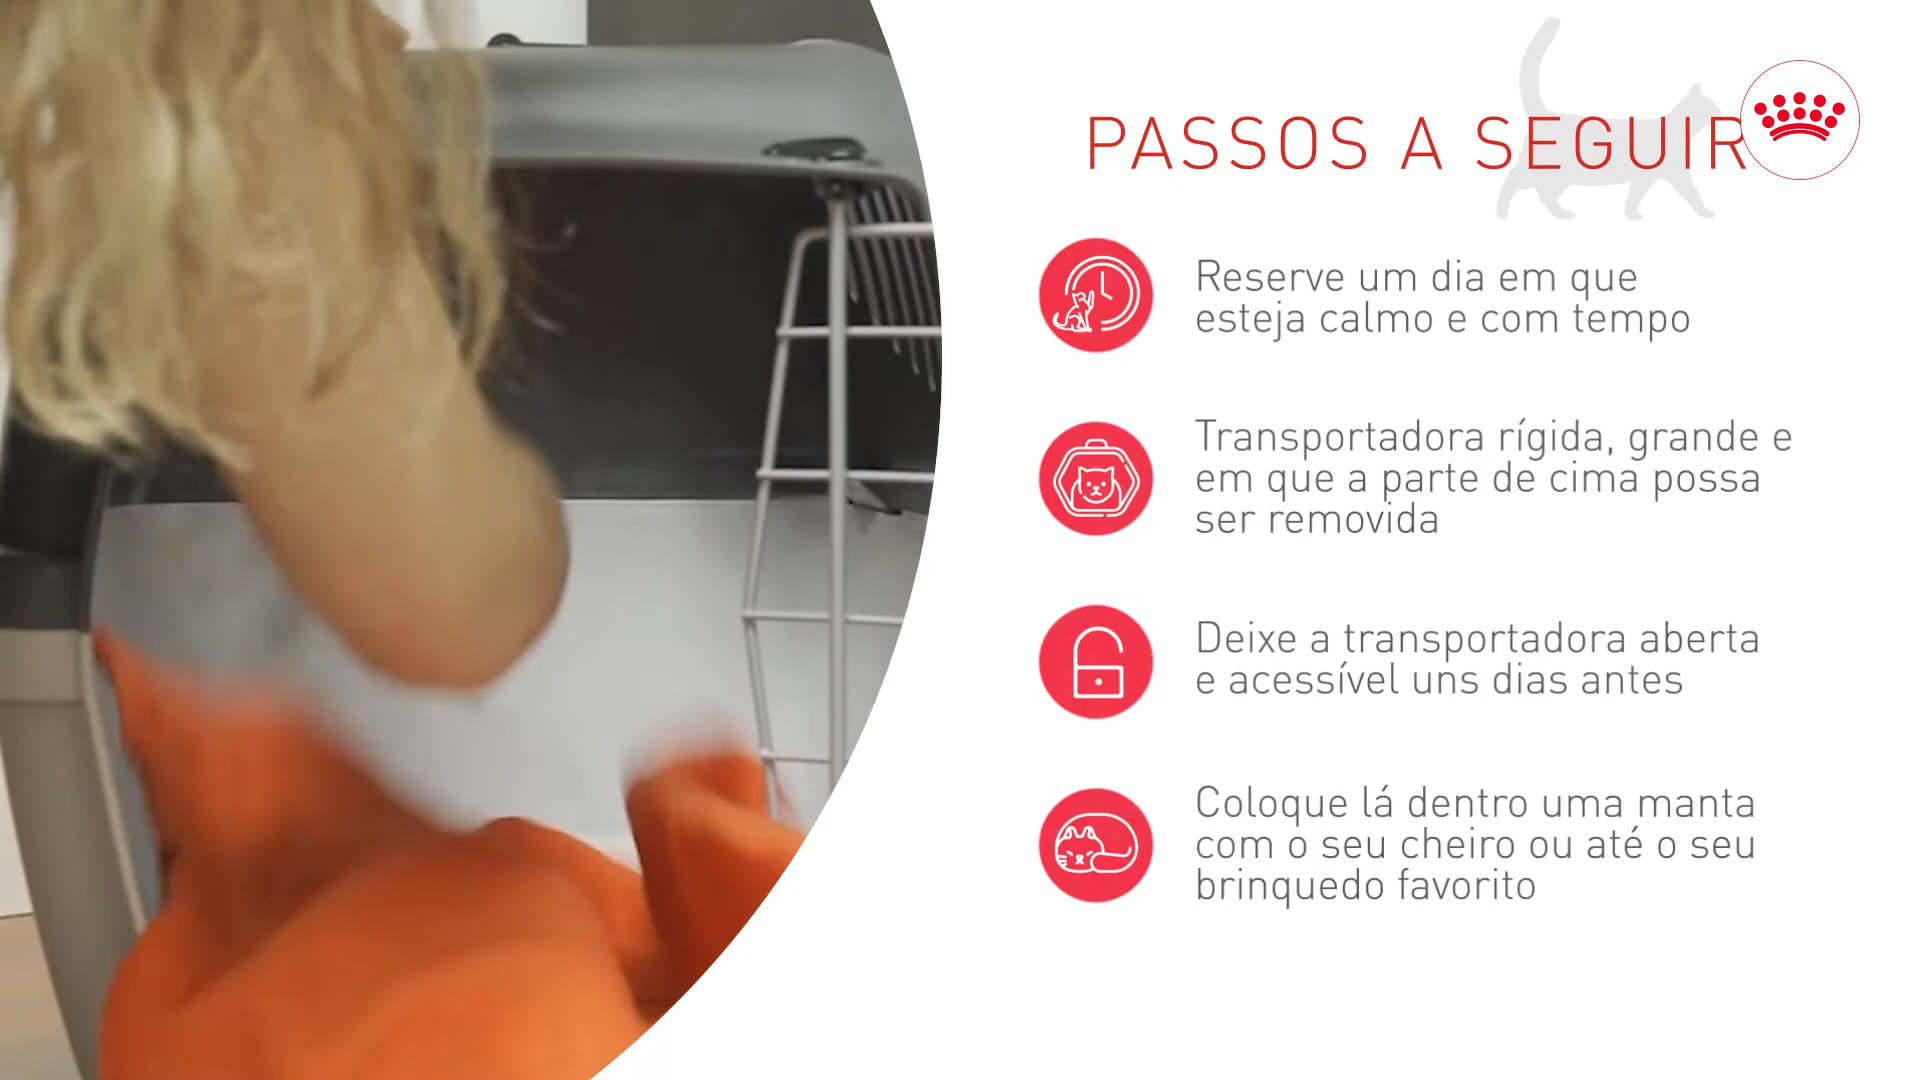 PASSOS A SEGUIR
Reserve um dia em que
esteja calmo e com tempo
Transportadora rígida, grande e
em que a parte de cima possa
ser removida
Deixe a transportadora aberta
e acessível uns dias antes
Coloque lá dentro uma manta
com o seu cheiro ou até o seu
brinquedo favorito